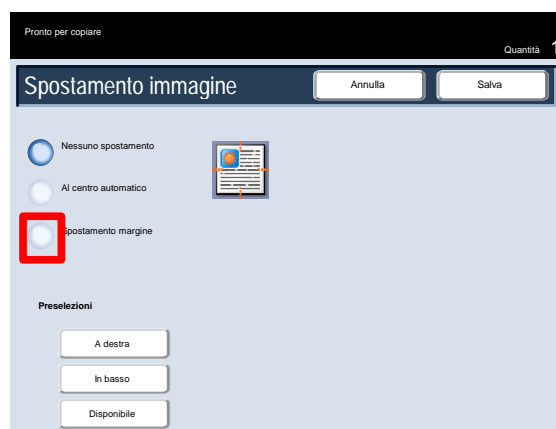 Pronto per copiare
Quantità 1
Spostamento immagine
Annulla
Salva
Nessuno spostamento
Al centro automatico
Spostamento margine
Preselezioni
A destra
In basso
Disponibile